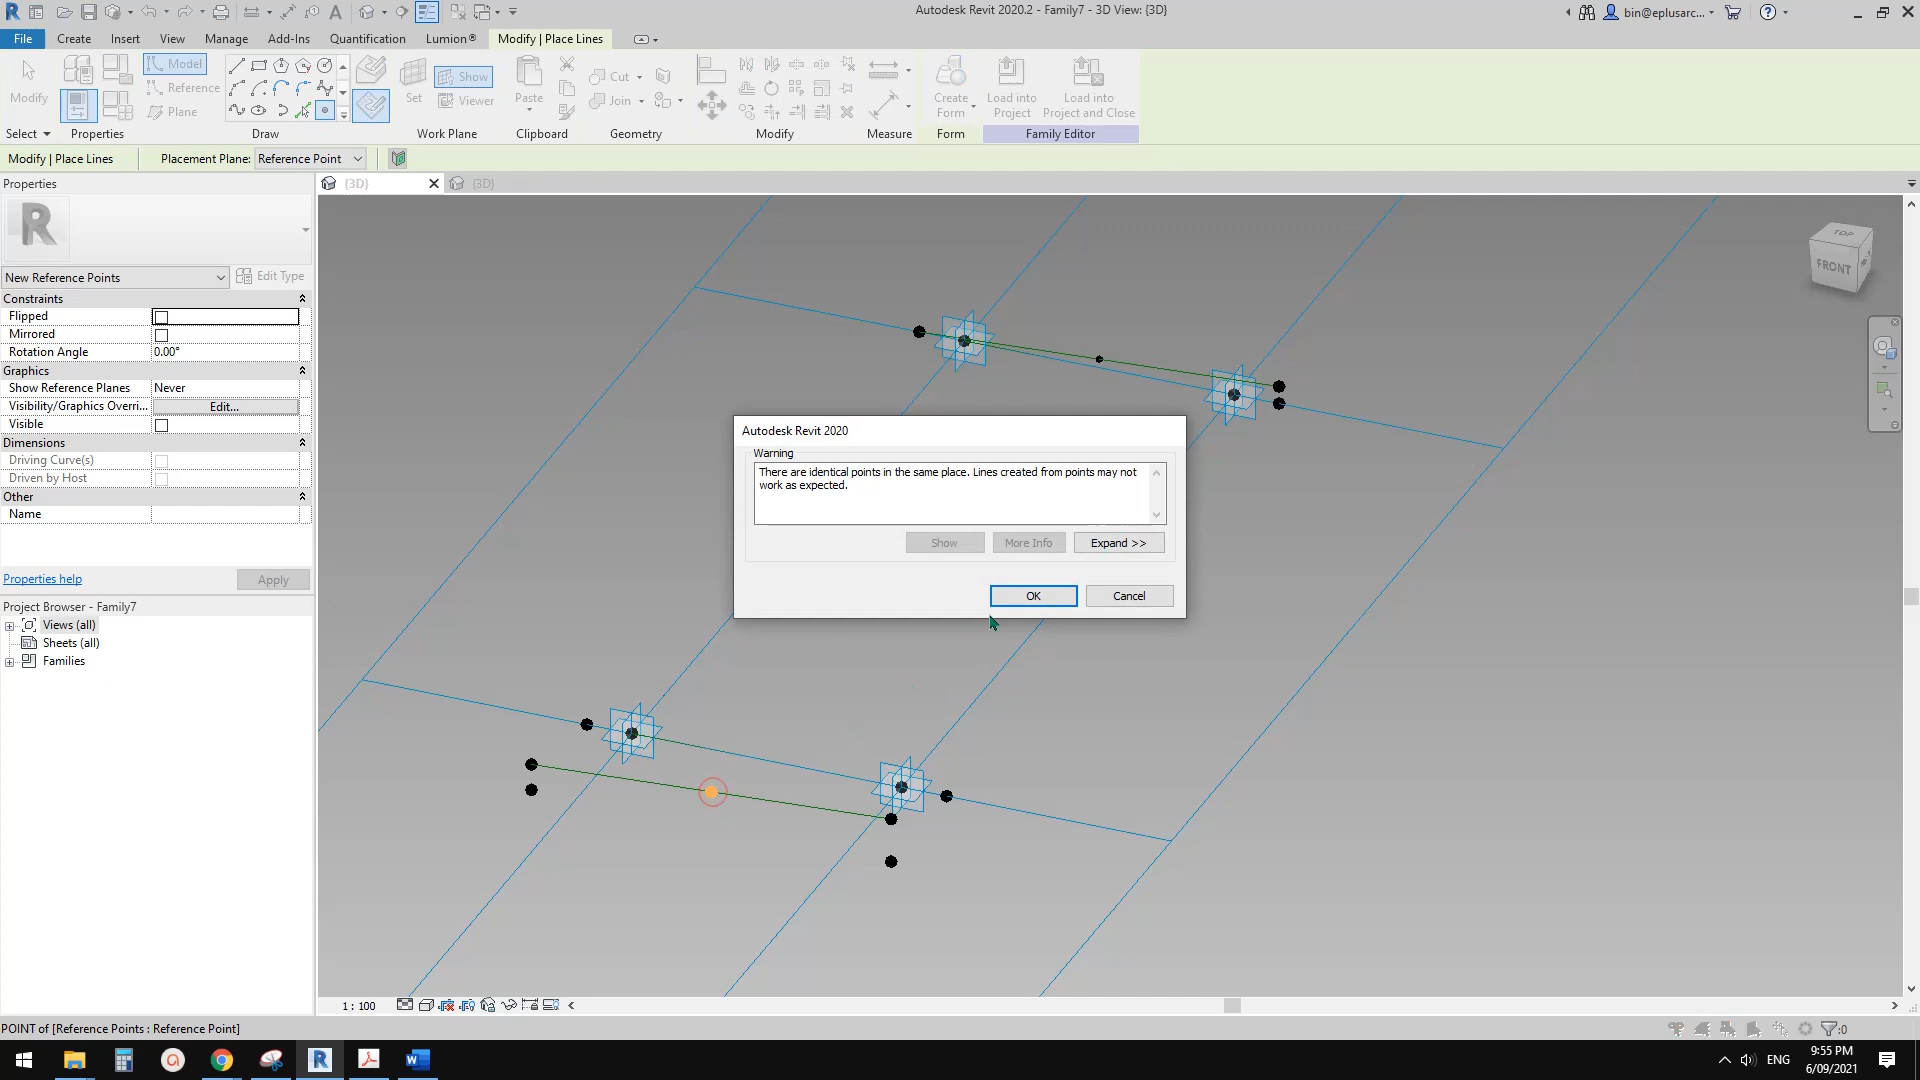 Autodesk Revit 2020.2 - Family7 - 3D View: {3D}
bin@eplusarc...
File Create Insert View Manage Add-Ins Quantification Lumion® Modify | Place Lines
Modify
Model
Reference
Plane
Set
Show
Viewer
Paste
Cut
Join
Create Form
Load into Project
Load into Project and Close
Select Properties Draw Work Plane Clipboard Geometry Modify Measure Form Family Editor
Modify | Place Lines Placement Plane: Reference Point
Properties
{3D} {3D}
New Reference Points Edit Type
Constraints
Flipped
Mirrored
Rotation Angle 0.00°
Graphics
Show Reference Planes Never
Visibility/Graphics Overri... Edit...
Visible
Dimensions
Driving Curve(s)
Driven by Host
Other
Name
Properties help Apply
Project Browser - Family7
Views (all)
Sheets (all)
Families
TOP
FRONT
Autodesk Revit 2020
Warning
There are identical points in the same place. Lines created from points may not
work as expected.
Show More Info Expand >>
OK Cancel
1 : 100
POINT of [Reference Points : Reference Point]
:0
ENG
9:55 PM
6/09/2021